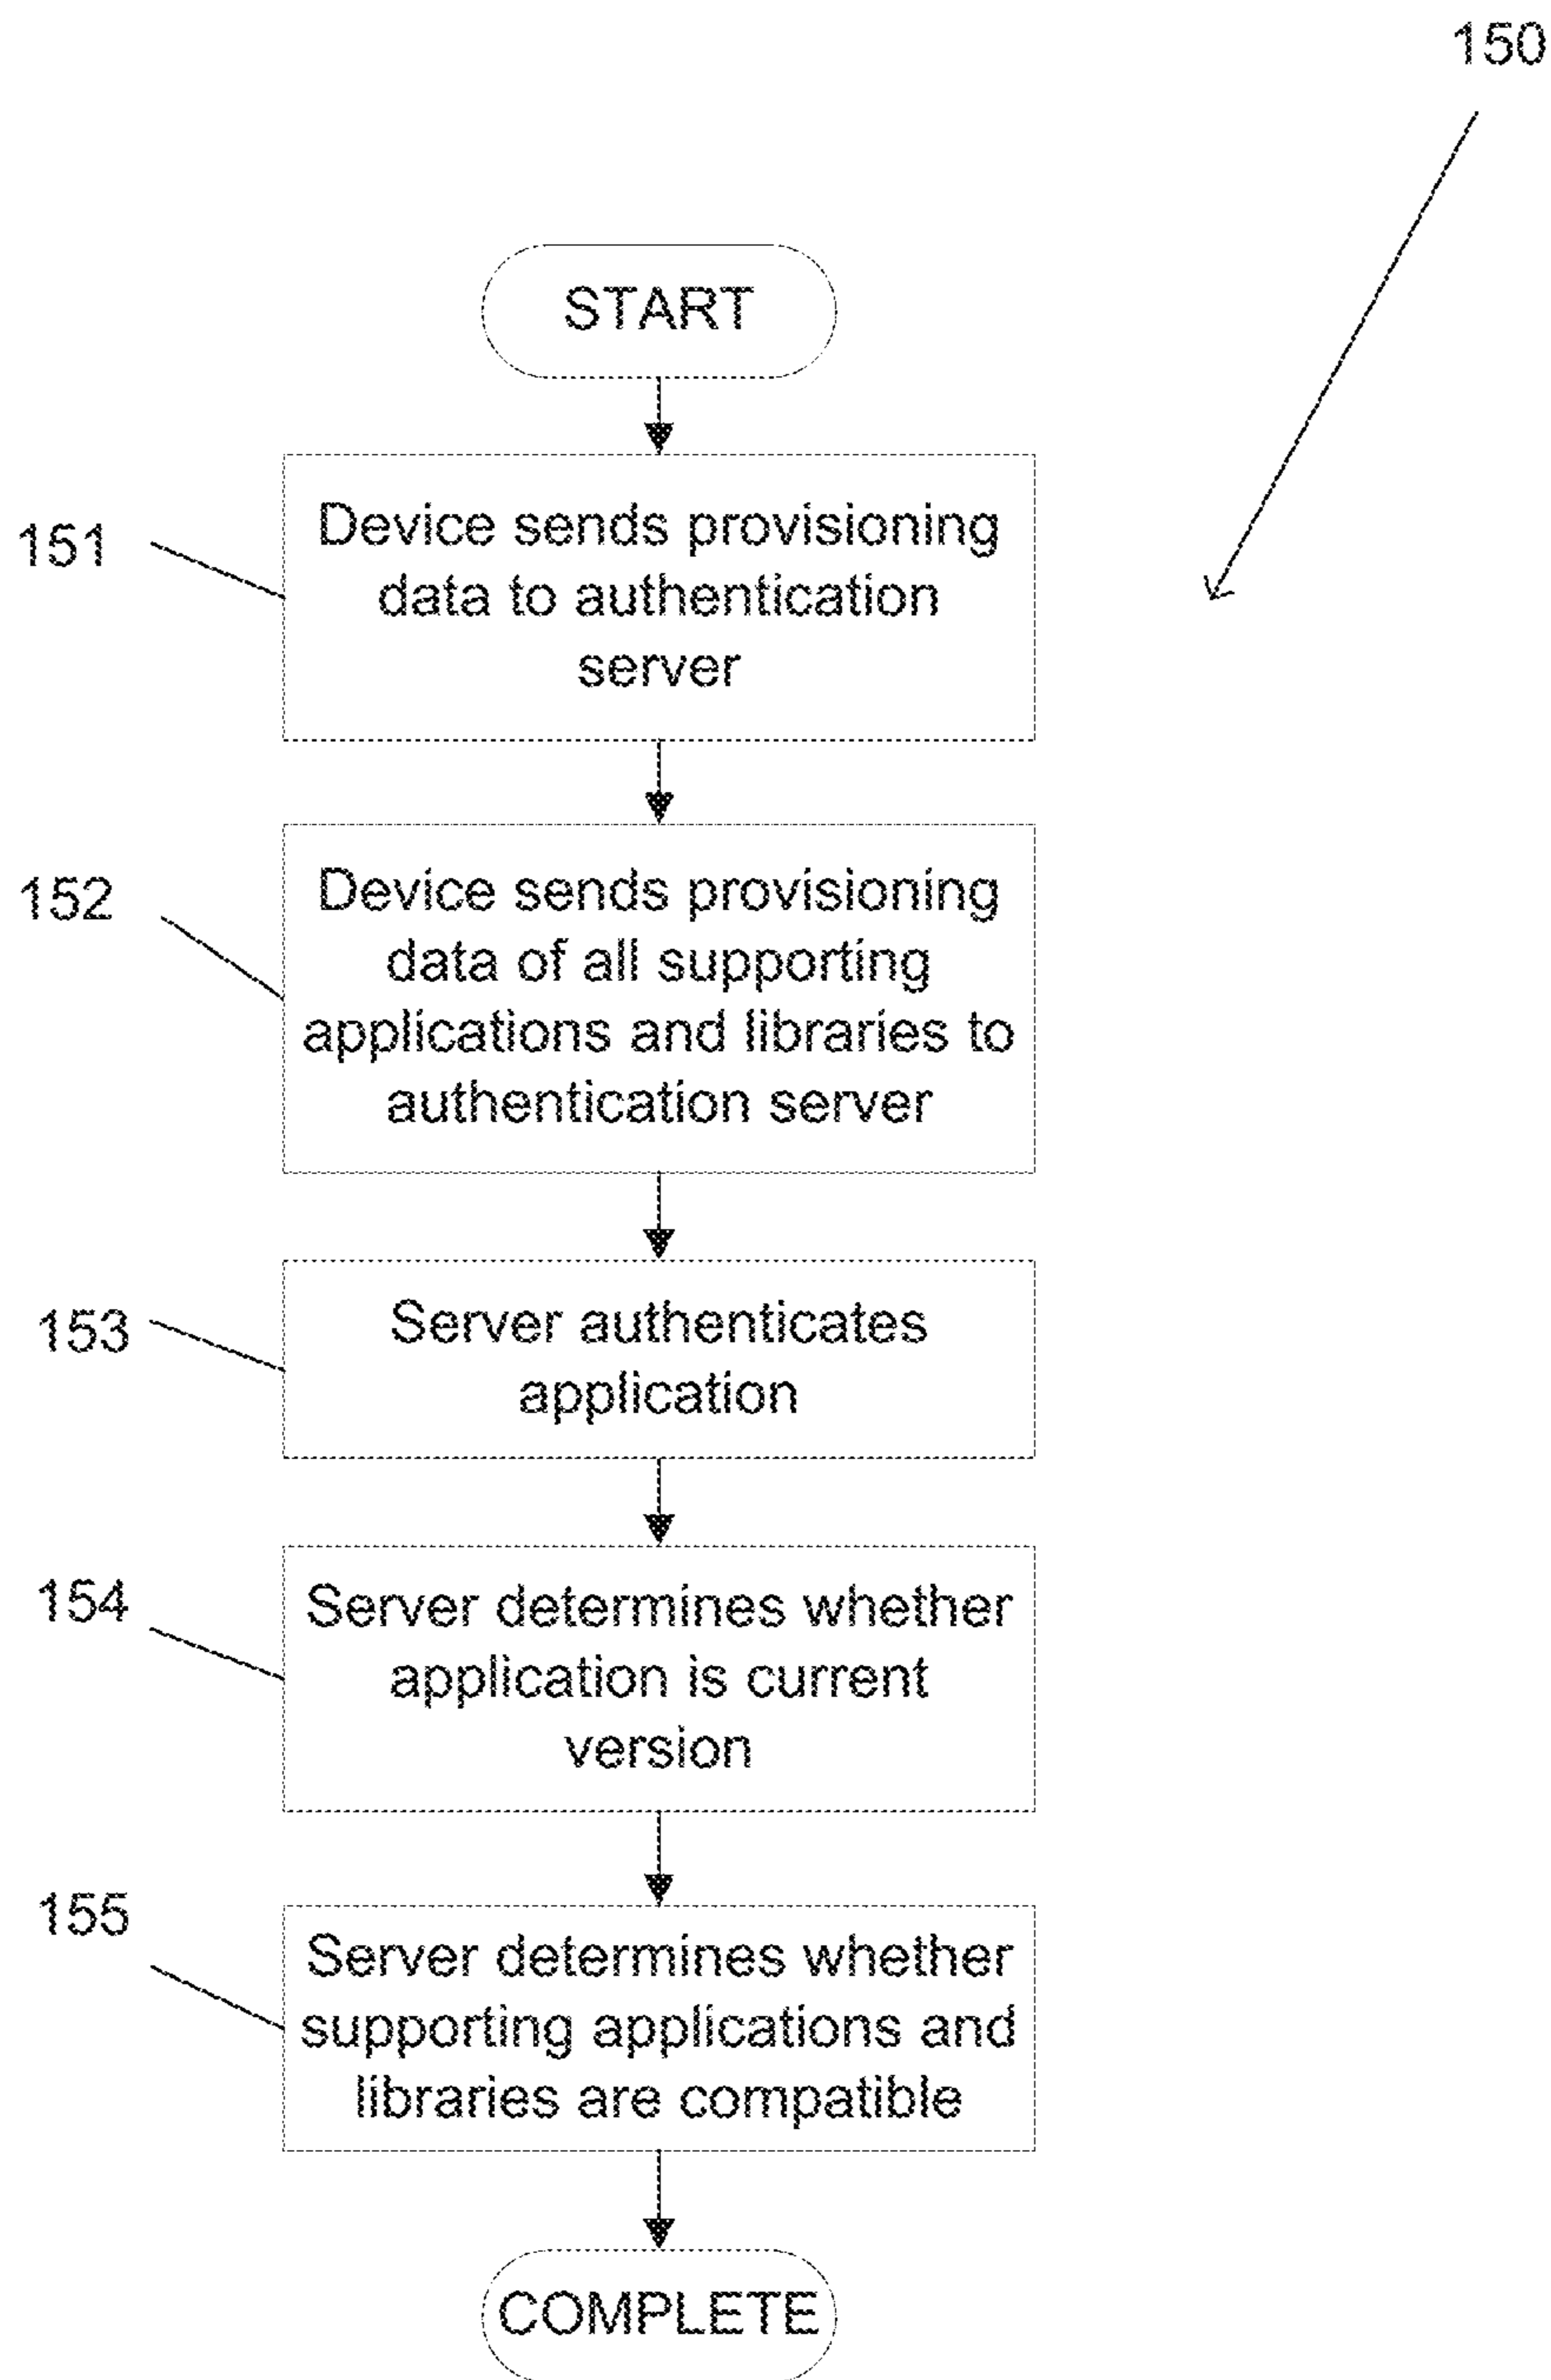 150
START
151
Device sends provisioning
data to authentication
server
152
Device sends provisioning
data of all supporting
applications and libraries to
authentication server
153
Server authenticates
application
154
Server determines whether
application is current
version
155
Server determines whether
supporting applications and
libraries are compatible
COMPLETE